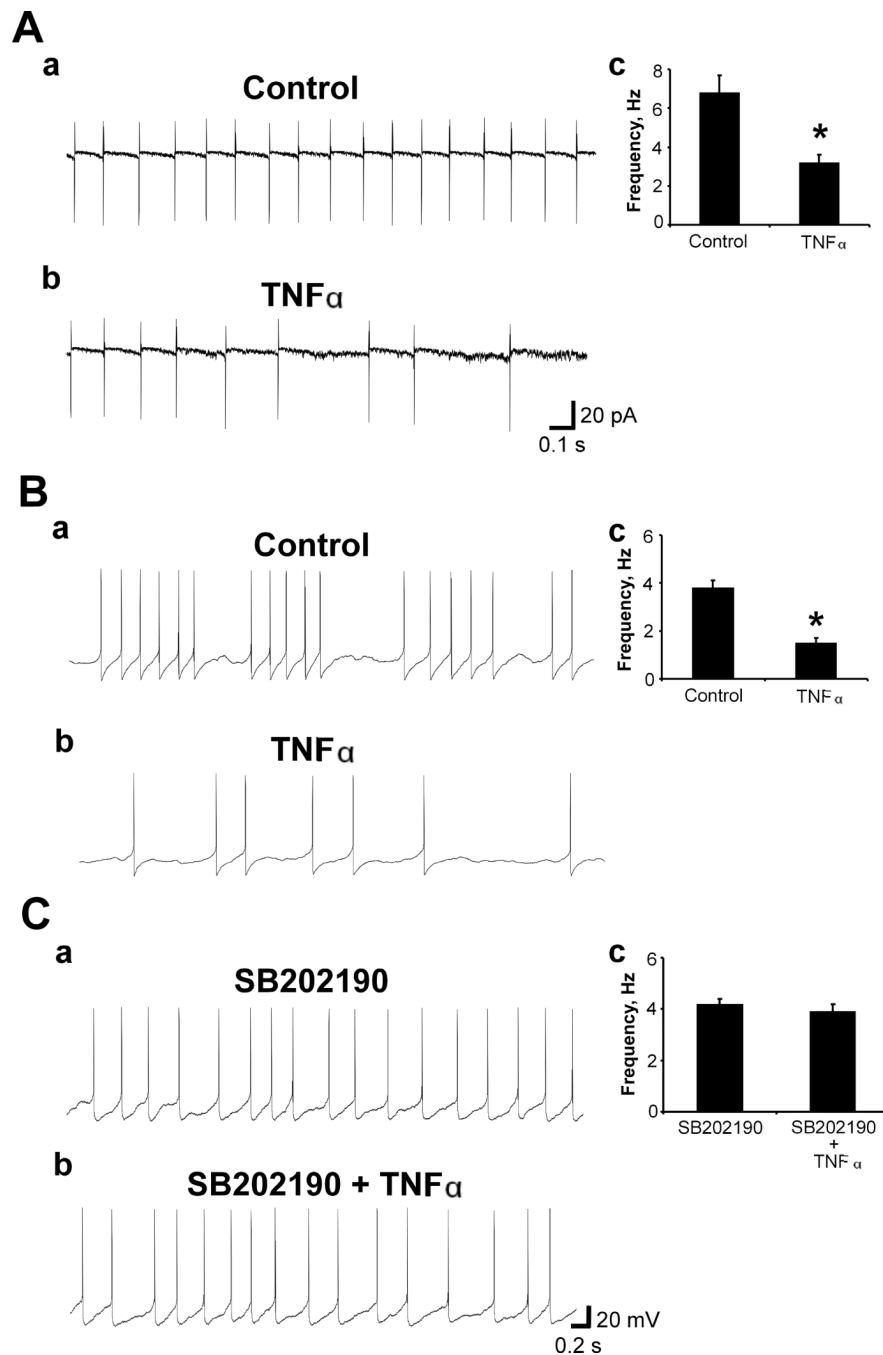 A
a
Control
c
Frequency, Hz
8
6
4
2
0
*
Control
TNFα
b
TNFα
20 pA
0.1 s
B
a
Control
c
Frequency, Hz
6
4
2
0
*
Control
TNFα
b
TNFα
C
a
SB202190
c
Frequency, Hz
6
4
2
0
SB202190
SB202190
+
TNFα
b
SB202190 + TNFα
20 mV
0.2 s